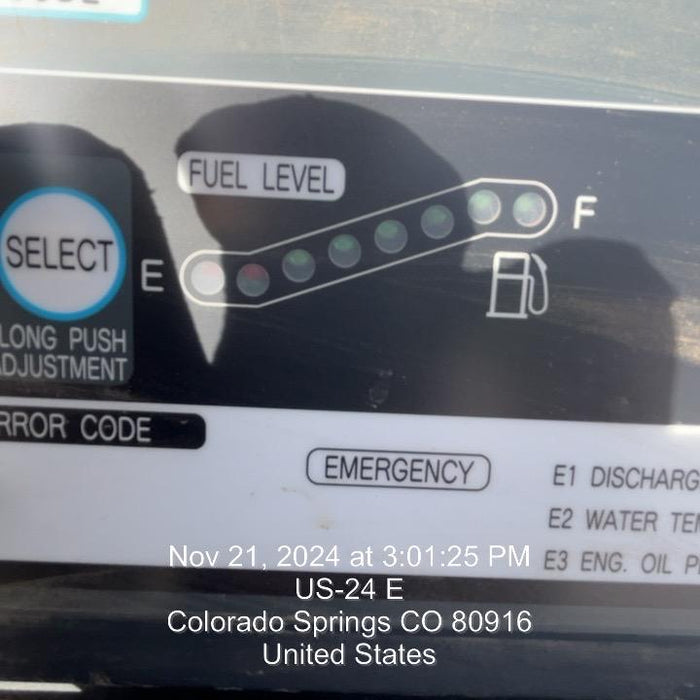 FUEL LEVEL
SELECT
E
F
LONG PUSH
ADJUSTMENT
RROR CODE
EMERGENCY
E1 DISCHARG
E2 WATER TE
E3 ENG. OIL P
Nov 21, 2024 at 3:01:25 PM
US-24 E
Colorado Springs CO 80916
United States